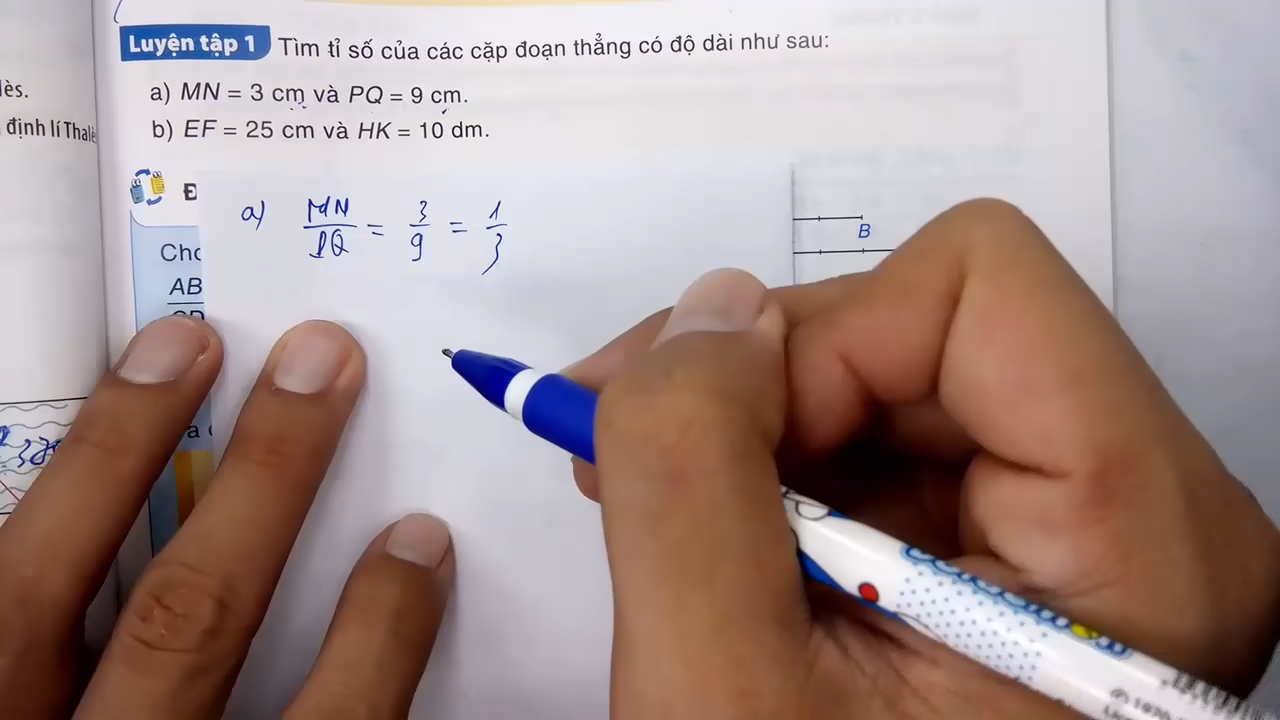 Luyện tập 1 Tìm tỉ số của các cặp đoạn thẳng có độ dài như sau:
lès.
a) MN = 3 cm và PQ = 9 cm.
định lí Thalè
b) EF = 25 cm và HK = 10 dm.
Đ
a) MN/PQ = 3/9 = 1/3
B
Cho
AB
CD